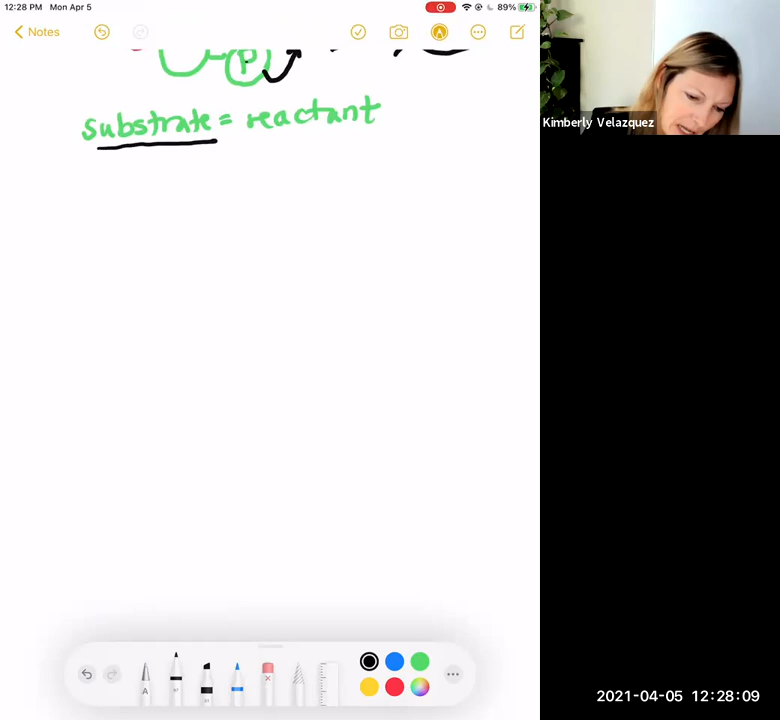 12:28 PM Mon Apr 5
89%
Notes
P
substrate = reactant
Kimberly Velazquez
A
2021-04-05 12:28:09